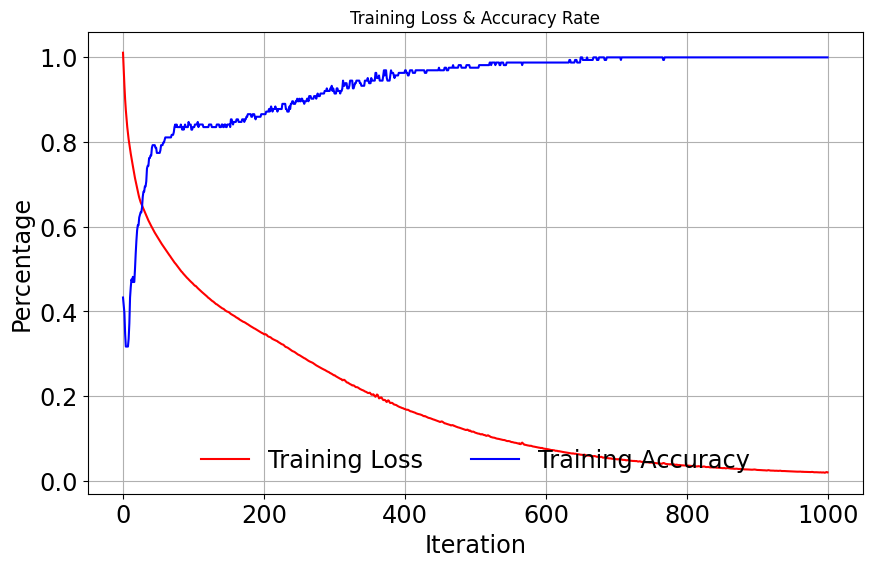 Training Loss & Accuracy Rate
1.0
0.8
0.6
0.4
0.2
0.0
Percentage
Training Loss
Training Accuracy
0 200 400 600 800 1000
Iteration